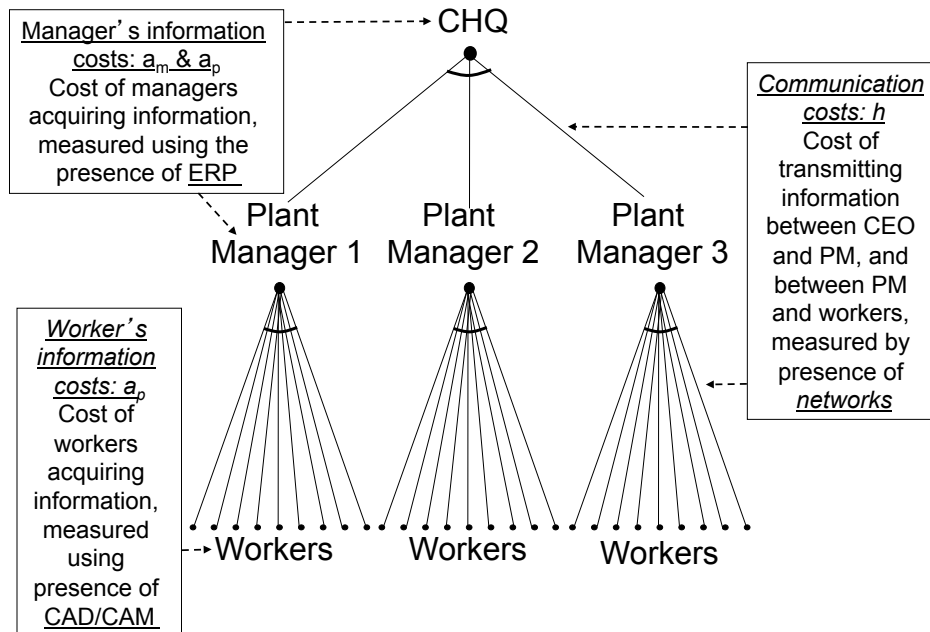 CHQ
Manager’s information
costs: aₘ & aₚ
Cost of managers
acquiring information,
measured using the
presence of ERP
Communication
costs: h
Cost of
transmitting
information
between CEO
and PM, and
between PM
and workers,
measured by
presence of
networks
Plant
Manager 1
Plant
Manager 2
Plant
Manager 3
Worker’s
information
costs: aₚ
Cost of
workers
acquiring
information,
measured
using
presence of
CAD/CAM
Workers
Workers
Workers